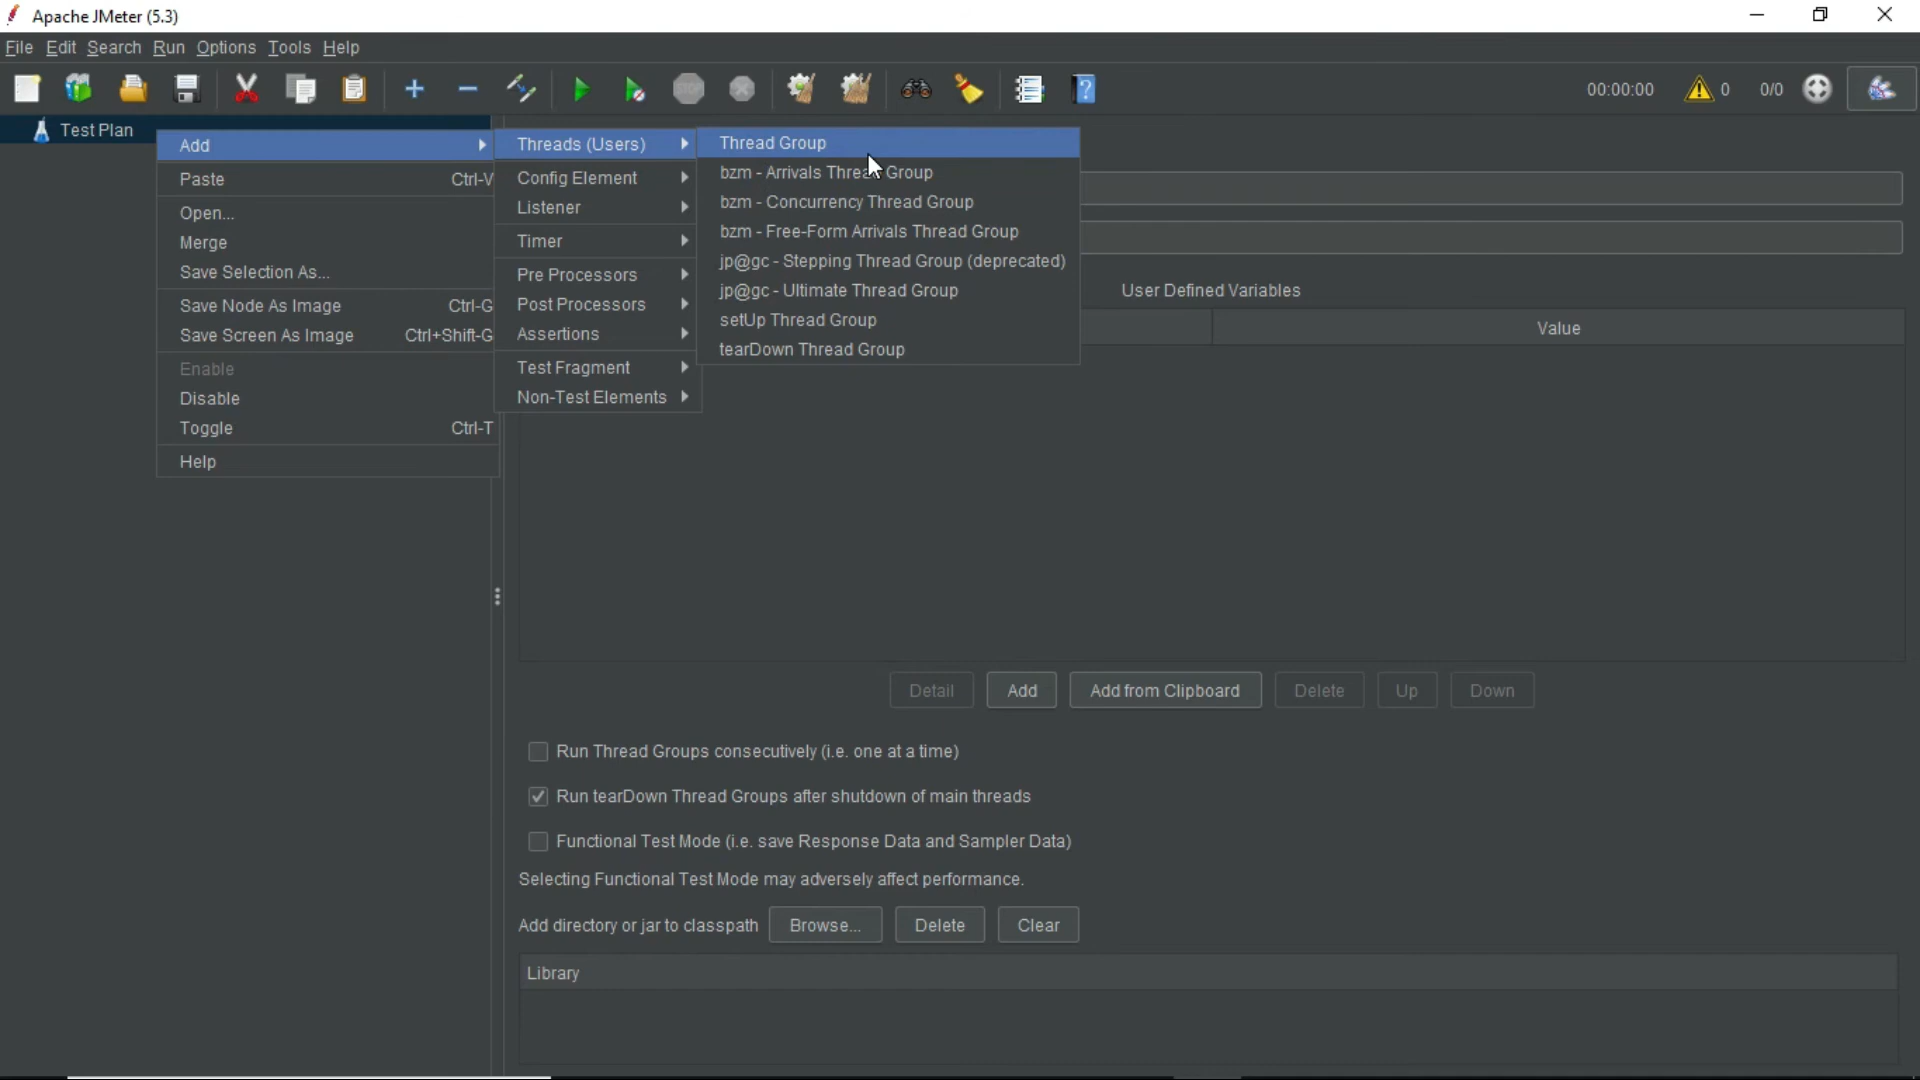 Apache JMeter (5.3)
File Edit Search Run Options Tools Help
STOP
?
00:00:00 0 0/0
Test Plan
Add
Paste Ctrl-V
Open...
Merge
Save Selection As...
Save Node As Image Ctrl-G
Save Screen As Image Ctrl+Shift-G
Enable
Disable
Toggle Ctrl-T
Help
Threads (Users)
Config Element
Listener
Timer
Pre Processors
Post Processors
Assertions
Test Fragment
Non-Test Elements
Thread Group
bzm - Arrivals Thread Group
bzm - Concurrency Thread Group
bzm - Free-Form Arrivals Thread Group
jp@gc - Stepping Thread Group (deprecated)
jp@gc - Ultimate Thread Group
setUp Thread Group
tearDown Thread Group
User Defined Variables
Value
Detail Add Add from Clipboard Delete Up Down
Run Thread Groups consecutively (i.e. one at a time)
Run tearDown Thread Groups after shutdown of main threads
Functional Test Mode (i.e. save Response Data and Sampler Data)
Selecting Functional Test Mode may adversely affect performance.
Add directory or jar to classpath Browse... Delete Clear
Library